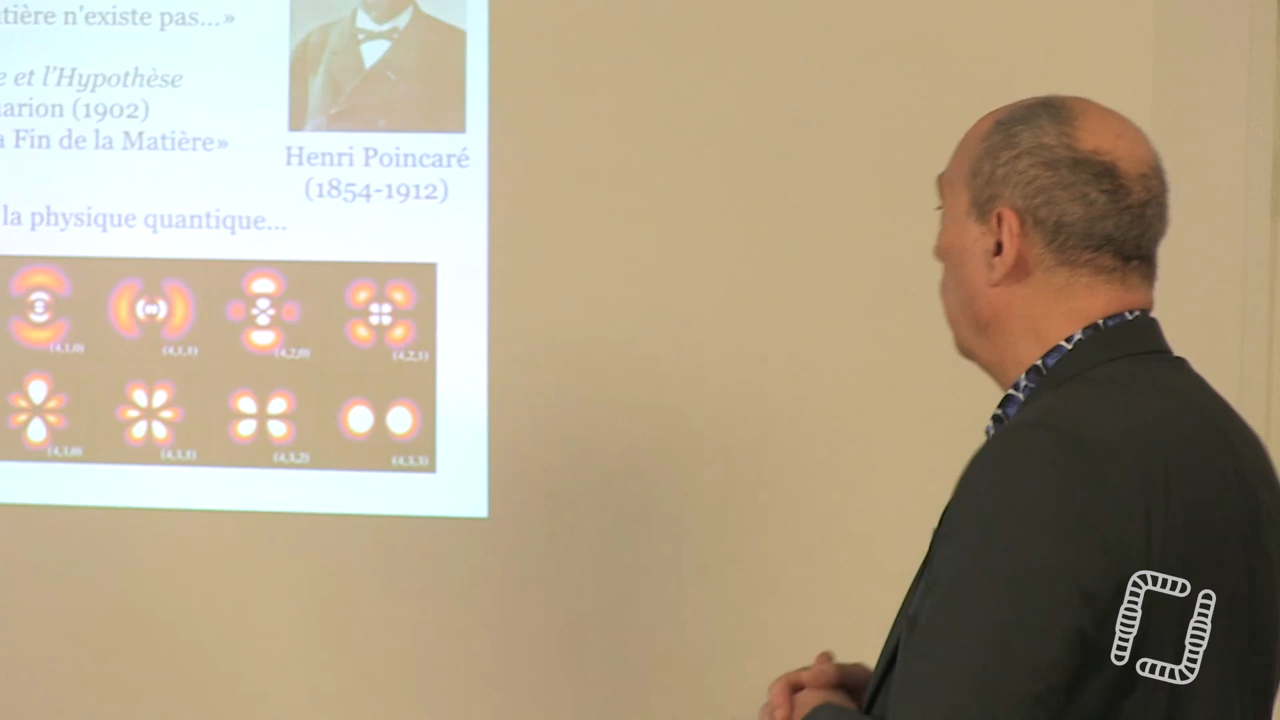 tière n'existe pas...»
e et l'Hypothèse
arion (1902)
a Fin de la Matière»
Henri Poincaré
(1854-1912)
la physique quantique...
(4,1,0) (4,1,1) (4,2,0) (4,2,1)
(4,3,0) (4,3,1) (4,3,2) (4,3,3)